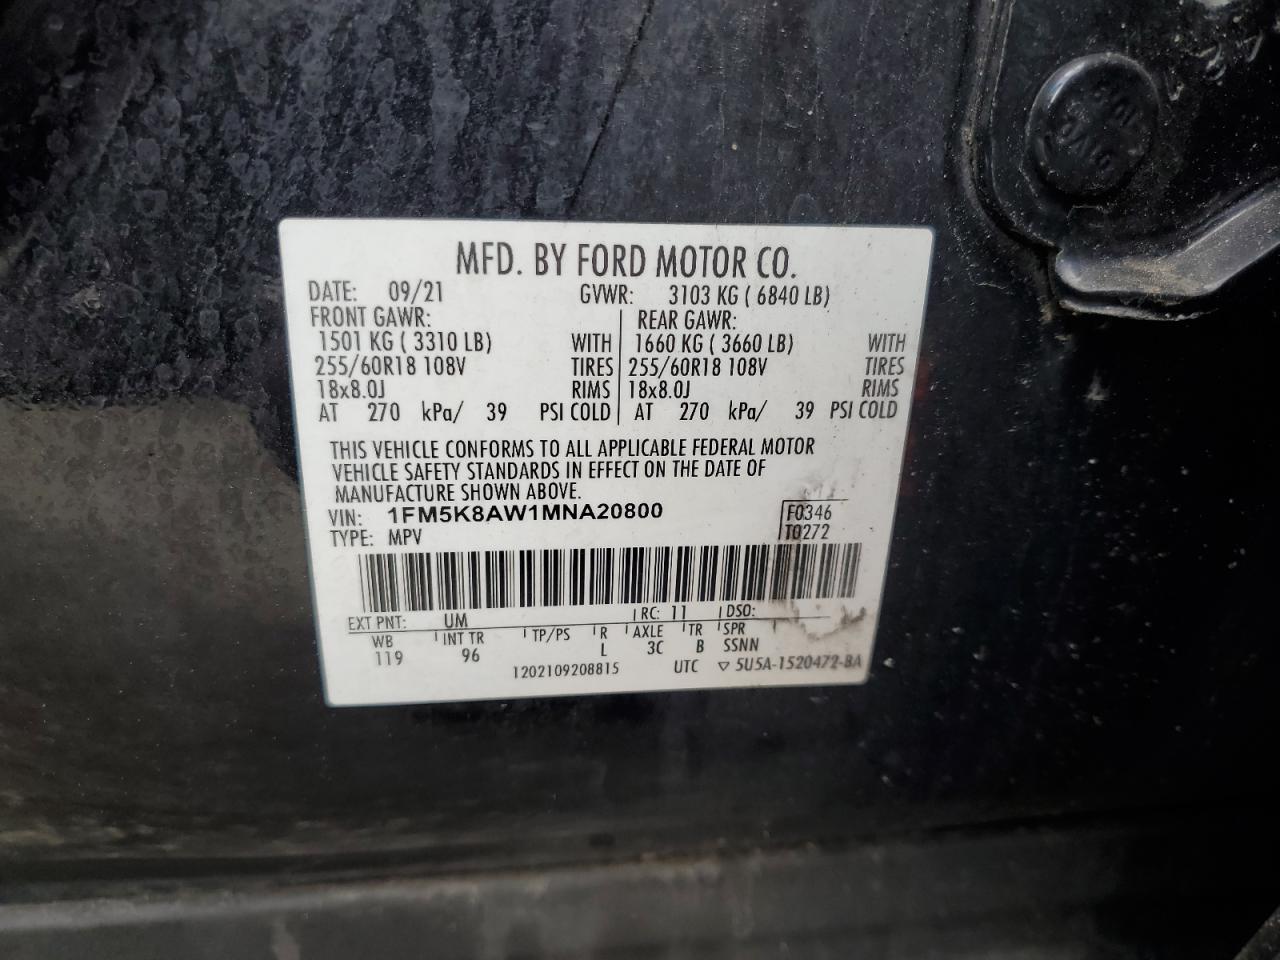 MFD. BY FORD MOTOR CO.
DATE: 09/21 GVWR: 3103 KG ( 6840 LB)
FRONT GAWR: REAR GAWR:
1501 KG ( 3310 LB) WITH 1660 KG ( 3660 LB) WITH
255/60R18 108V TIRES 255/60R18 108V TIRES
18x8.0J RIMS 18x8.0J RIMS
AT 270 kPa/ 39 PSI COLD AT 270 kPa/ 39 PSI COLD
THIS VEHICLE CONFORMS TO ALL APPLICABLE FEDERAL MOTOR
VEHICLE SAFETY STANDARDS IN EFFECT ON THE DATE OF
MANUFACTURE SHOWN ABOVE.
VIN: 1FM5K8AW1MNA20800 F0346
TYPE: MPV T0272
EXT PNT: UM RC: 11 DSO:
WB INT TR TP/PS R AXLE TR SPR
119 96 L 3C B SSNN
1202109208815 UTC ▽ 5U5A-1520472-BA